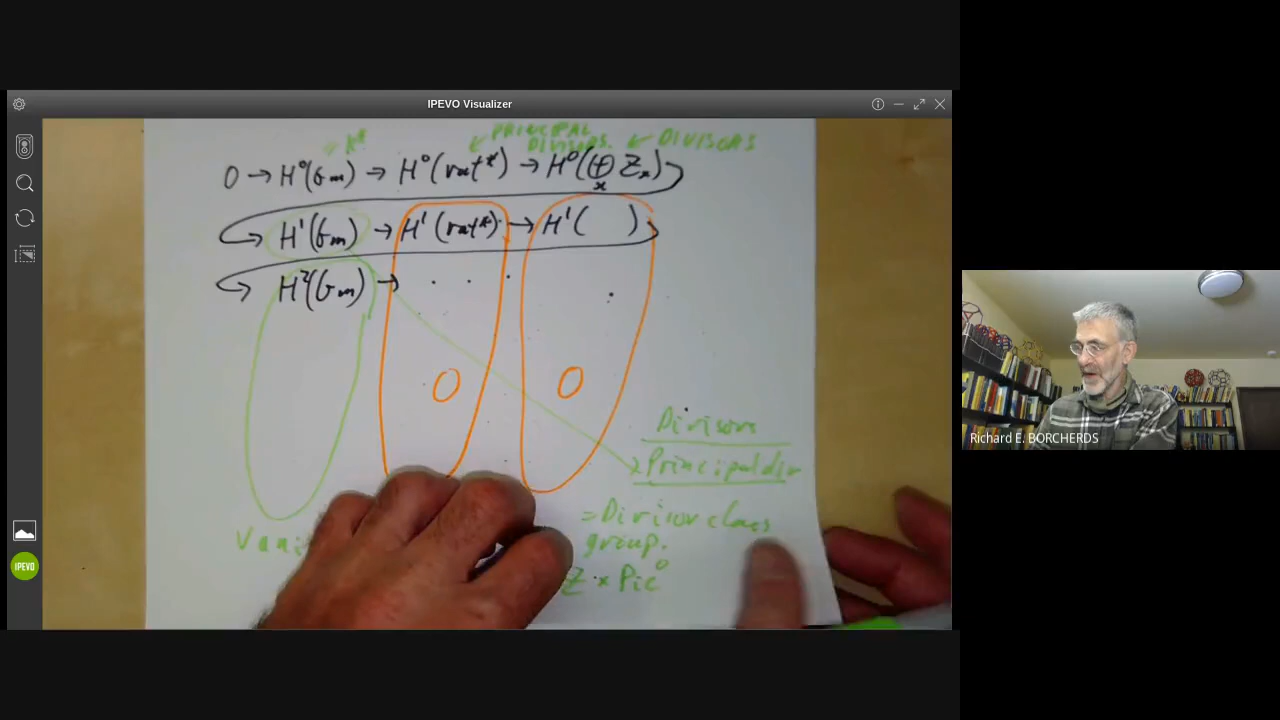 IPEVO Visualizer
= K*
↙ PRINCIPAL DIVISORS. ↙ DIVISORS
0 → H⁰(Gm) → H⁰(rat*) → H⁰(⊕ Zₓ)
x
→ H¹(Gm) → H¹(rat*) → H¹( )
→ H²(Gm) → . . .
.
0 0
Divisors
Principal div
= Divisor class
group.
Z × Pic⁰
IPEVO
Richard E. BORCHERDS